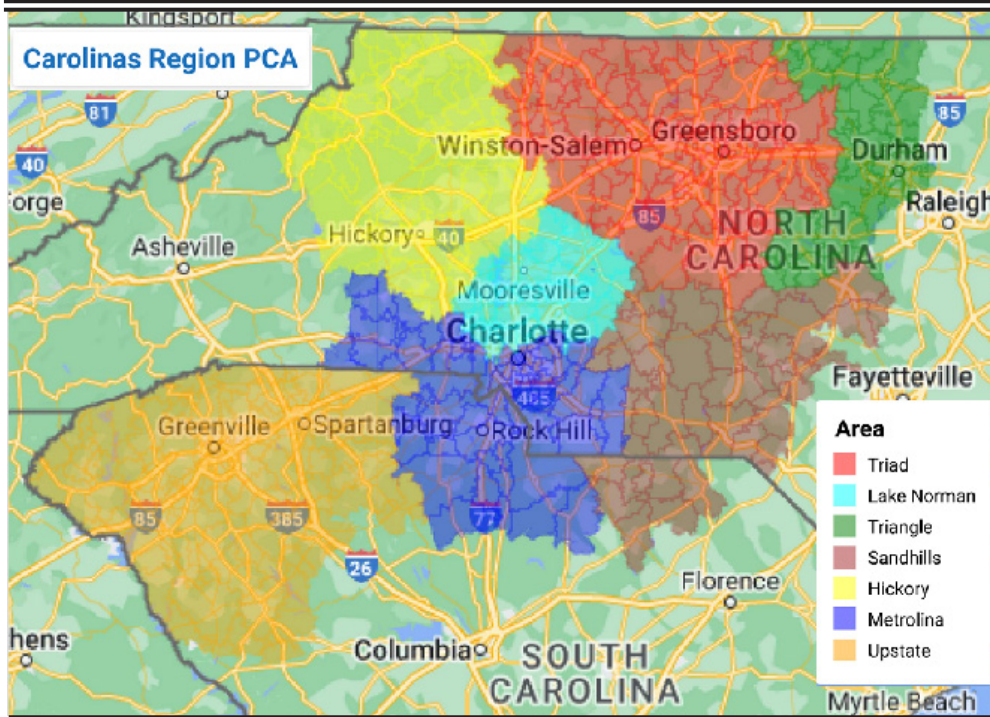 Kingsport
Carolinas Region PCA
81
85
40
Winston-Salem
Greensboro
Durham
orge
Raleigh
85
Hickory
40
NORTH
CAROLINA
Asheville
Mooresville
Charlotte
Fayetteville
485
Greenville
Spartanburg
Rock Hill
Area
Triad
Lake Norman
85
385
77
Triangle
Sandhills
26
Florence
Hickory
Metrolina
hens
Columbia
SOUTH
CAROLINA
Upstate
Myrtle Beach